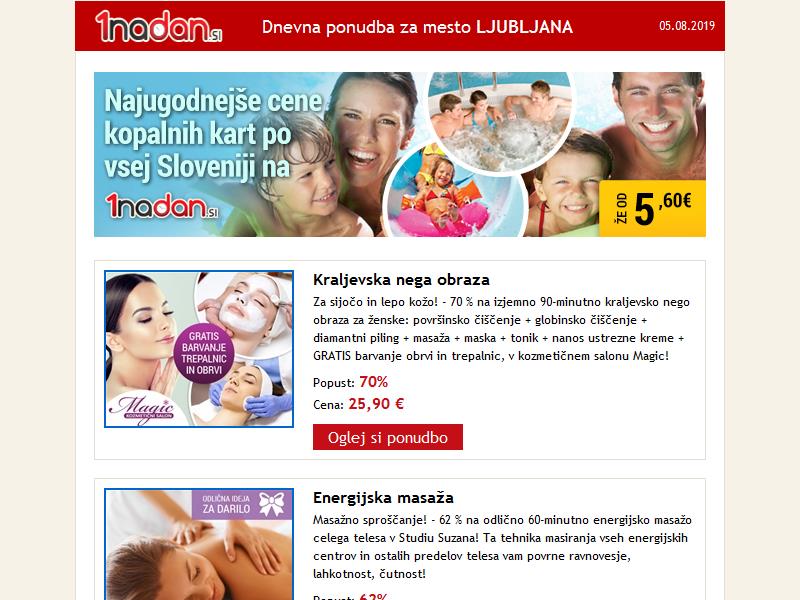 1nadan.si
Dnevna ponudba za mesto LJUBLJANA
05.08.2019
Najugodnejše cene
kopalnih kart po
vsej Sloveniji na
1nadan.si
ŽE OD 5,60€
GRATIS
BARVANJE
TREPALNIC
IN OBRVI
Magic
KOZMETIČNI SALON
Kraljevska nega obraza
Za sijočo in lepo kožo! - 70 % na izjemno 90-minutno kraljevsko nego
obraza za ženske: površinsko čiščenje + globinsko čiščenje +
diamantni piling + masaža + maska + tonik + nanos ustrezne kreme +
GRATIS barvanje obrvi in trepalnic, v kozmetičnem salonu Magic!
Popust: 70%
Cena: 25,90 €
Oglej si ponudbo
ODLIČNA IDEJA
ZA DARILO
Energijska masaža
Masažno sproščanje! - 62 % na odlično 60-minutno energijsko masažo
celega telesa v Studiu Suzana! Ta tehnika masiranja vseh energijskih
centrov in ostalih predelov telesa vam povrne ravnovesje,
lahkotnost, čutnost!
Popust: 62%